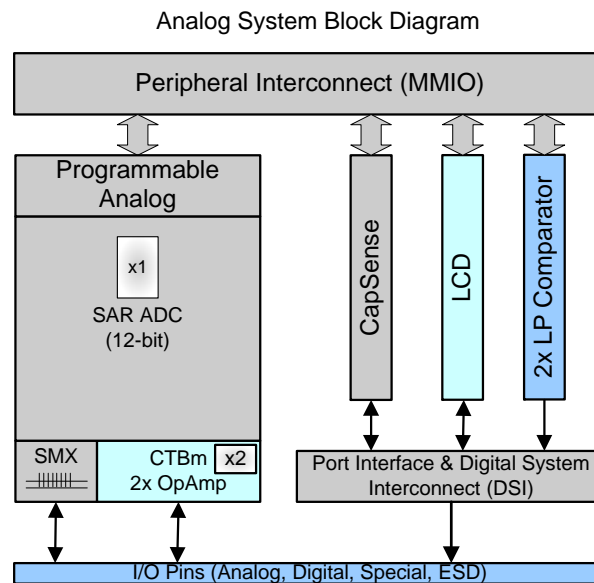 Analog System Block Diagram
Peripheral Interconnect (MMIO)
Programmable
Analog
x1
SAR ADC
(12-bit)
CapSense
LCD
2x LP Comparator
SMX
CTBm
x2
2x OpAmp
Port Interface & Digital System
Interconnect (DSI)
I/O Pins (Analog, Digital, Special, ESD)